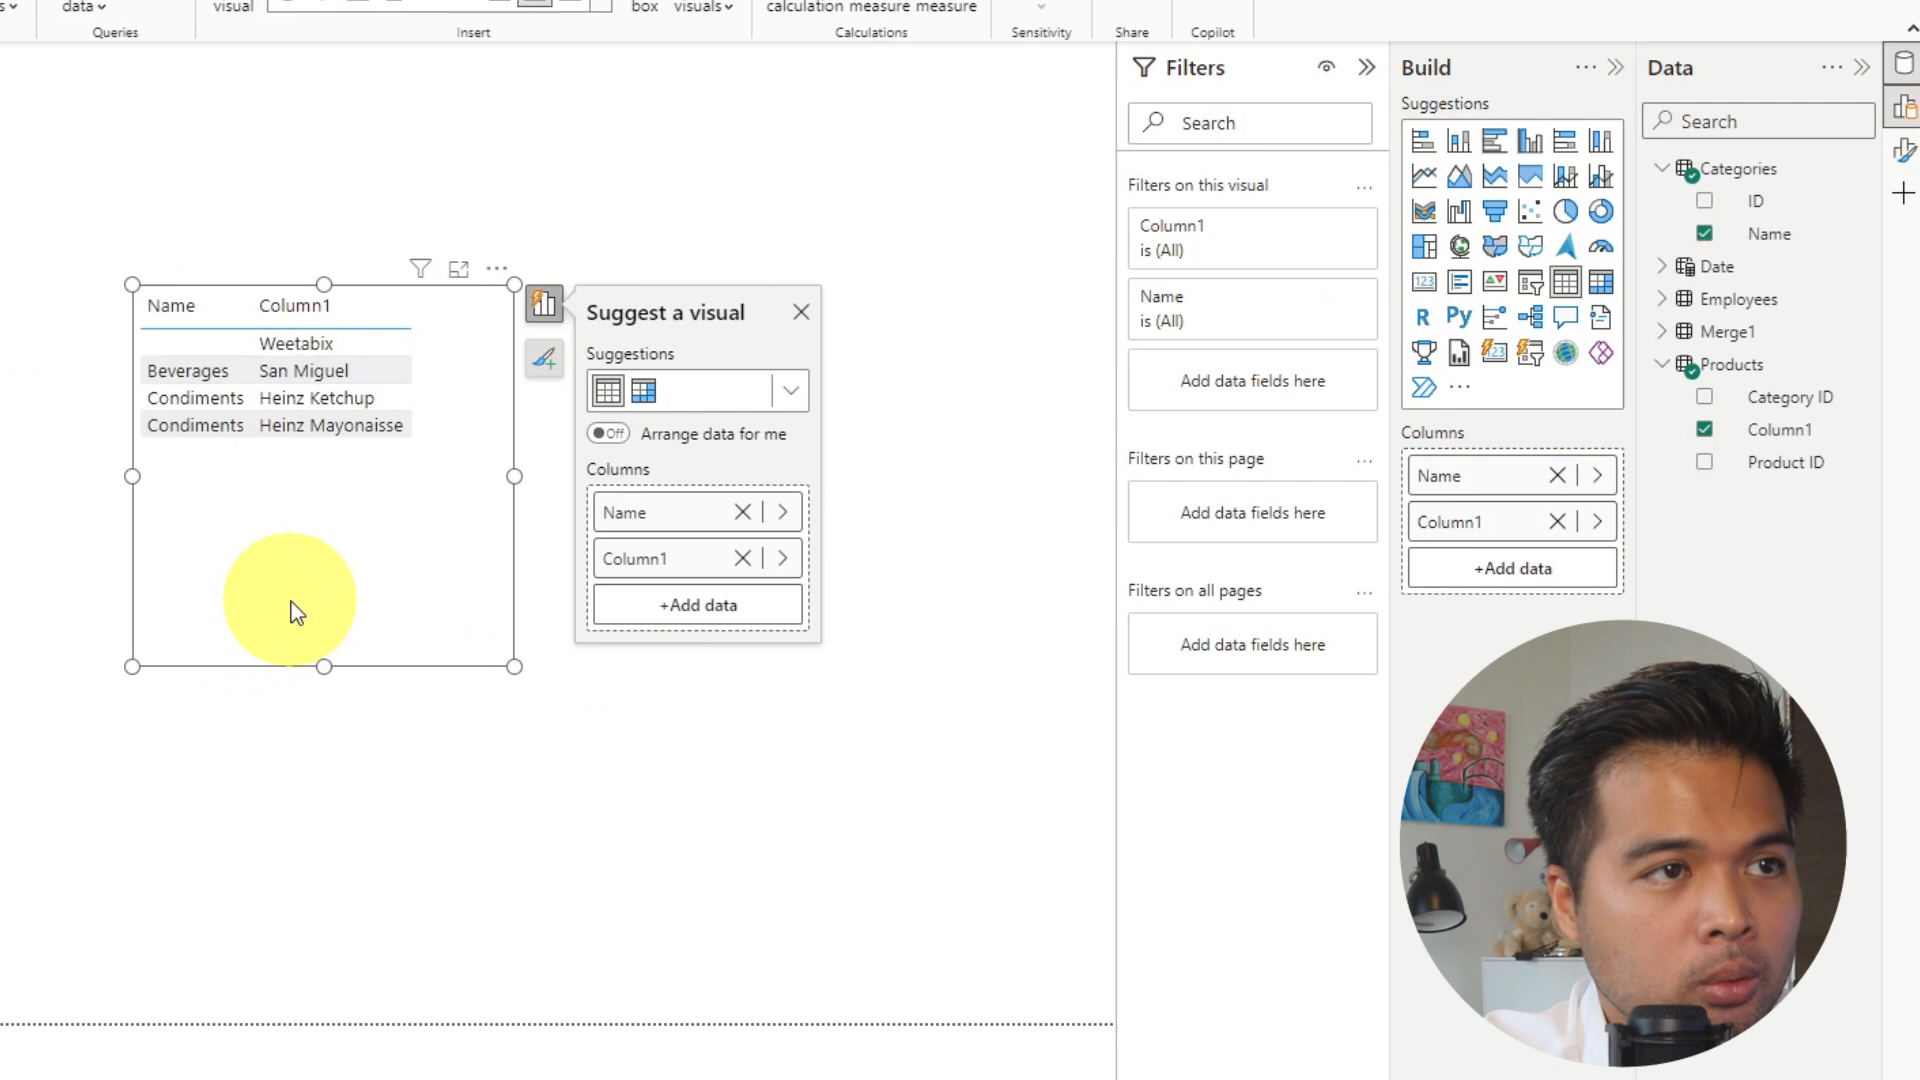 data
visual
box
visuals
calculation measure measure
Queries
Insert
Calculations
Sensitivity
Share
Copilot
Name Column1
Weetabix
Beverages San Miguel
Condiments Heinz Ketchup
Condiments Heinz Mayonaisse
Suggest a visual
Suggestions
Off Arrange data for me
Columns
Name
Column1
+Add data
Filters
Search
Filters on this visual
Column1
is (All)
Name
is (All)
Add data fields here
Filters on this page
Add data fields here
Filters on all pages
Add data fields here
Build
Suggestions
123
R
Py
123
Columns
Name
Column1
+Add data
Data
Search
Categories
ID
Name
Date
Employees
Merge1
Products
Category ID
Column1
Product ID